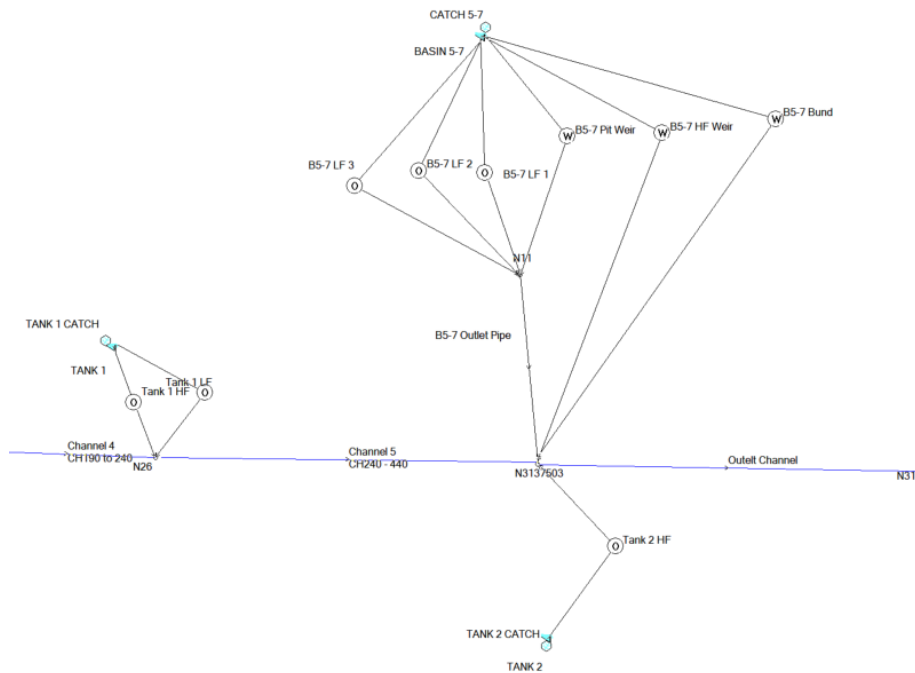 CATCH 5-7
BASIN 5-7
B5-7 Bund
B5-7 Pit Weir
B5-7 HF Weir
W
W
W
B5-7 LF 3
B5-7 LF 2
B5-7 LF 1
O
O
O
N11
TANK 1 CATCH
B5-7 Outlet Pipe
TANK 1
Tank 1 LF
Tank 1 HF
O
O
Channel 4
CH190 to 240
N26
Channel 5
CH240 - 440
Outelt Channel
N3137503
N31
O
Tank 2 HF
TANK 2 CATCH
TANK 2